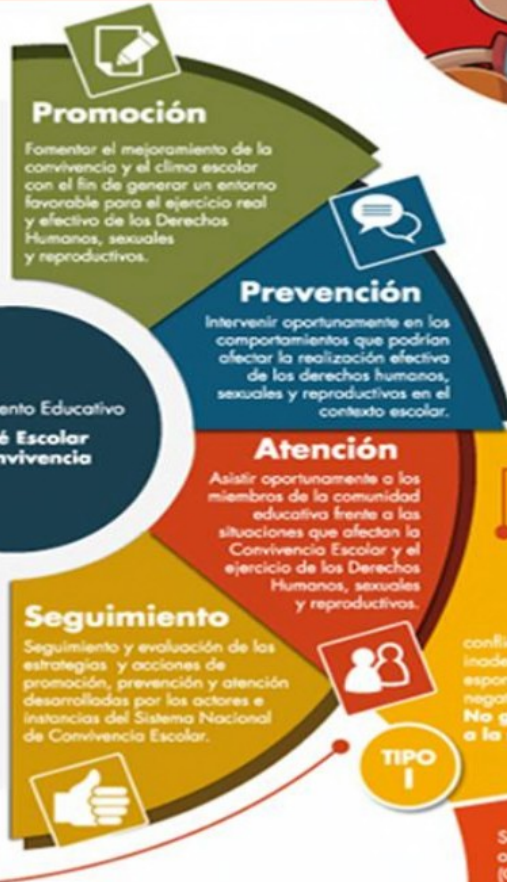 Promoción
Fomentar el mejoramiento de la
convivencia y el clima escolar
con el fin de generar un entorno
favorable para el ejercicio real
y efectivo de los Derechos
Humanos, sexuales
y reproductivos.
Prevención
Intervenir oportunamente en los
comportamientos que podrían
afectar la realización efectiva
de los derechos humanos,
sexuales y reproductivos en el
contexto escolar.
ento Educativo
é Escolar
nvivencia
Atención
Asistir oportunamente a los
miembros de la comunidad
educativa frente a las
situaciones que afectan la
Convivencia Escolar y el
ejercicio de los Derechos
Humanos, sexuales
y reproductivos.
Seguimiento
Seguimiento y evaluación de las
estrategias y acciones de
promoción, prevención y atención
desarrolladas por los actores e
instancias del Sistema Nacional
de Convivencia Escolar.
confli
inade
espor
negat
No g
a la
TIPO
I